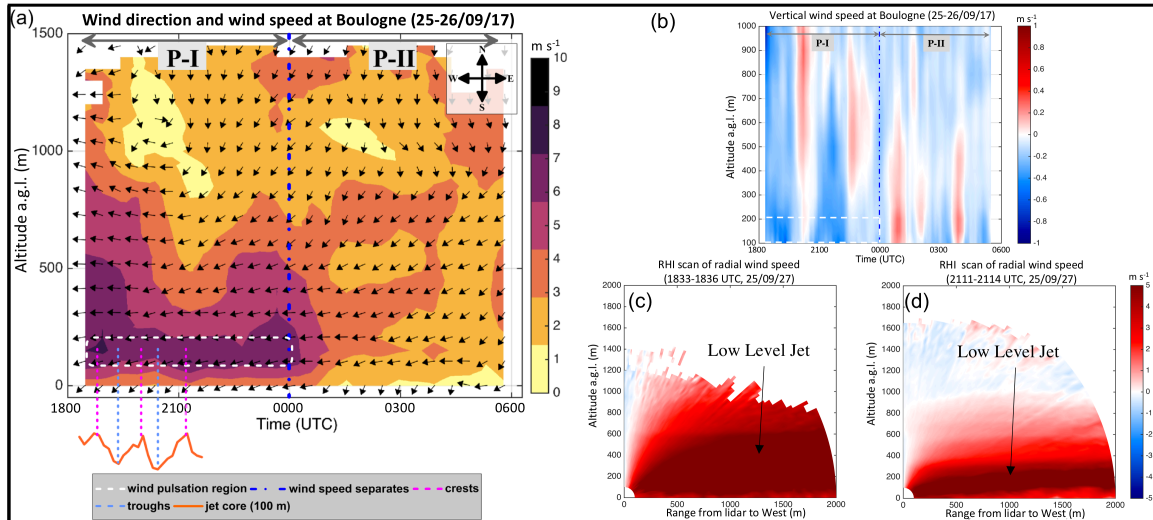 (a)
Wind direction and wind speed at Boulogne (25-26/09/17)
P-I
P-II
N
W
E
S
m s-1
1500
1000
500
0
Altitude a.g.l. (m)
1800
2100
0000
0300
0600
Time (UTC)
10
9
8
7
6
5
4
3
2
1
0
wind pulsation region
wind speed separates
crests
troughs
jet core (100 m)
(b)
Vertical wind speed at Boulogne (25-26/09/17)
P-I
P-II
m s-1
1000
900
800
700
600
500
400
300
200
100
Altitude a.g.l. (m)
1800
2100
0000
0300
0600
Time (UTC)
1
0.8
0.6
0.4
0.2
0
-0.2
-0.4
-0.6
-0.8
-1
RHI scan of radial wind speed
(1833-1836 UTC, 25/09/27)
(c)
Low Level Jet
2000
1800
1600
1400
1200
1000
800
600
400
200
0
Altitude a.g.l. (m)
0
500
1000
1500
2000
Range from lidar to West (m)
RHI scan of radial wind speed
(2111-2114 UTC, 25/09/27)
(d)
Low Level Jet
2000
1800
1600
1400
1200
1000
800
600
400
200
0
Altitude a.g.l. (m)
0
500
1000
1500
2000
Range from lidar to West (m)
m s-1
5
4
3
2
1
0
-1
-2
-3
-4
-5